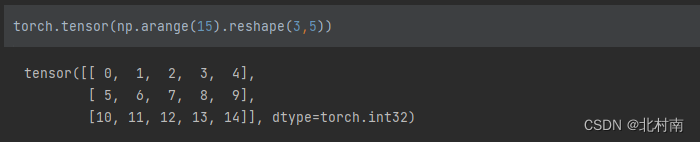 torch.tensor(np.arange(15).reshape(3,5))
tensor([[ 0,  1,  2,  3,  4],
        [ 5,  6,  7,  8,  9],
        [10, 11, 12, 13, 14]], dtype=torch.int32)
CSDN @北村南